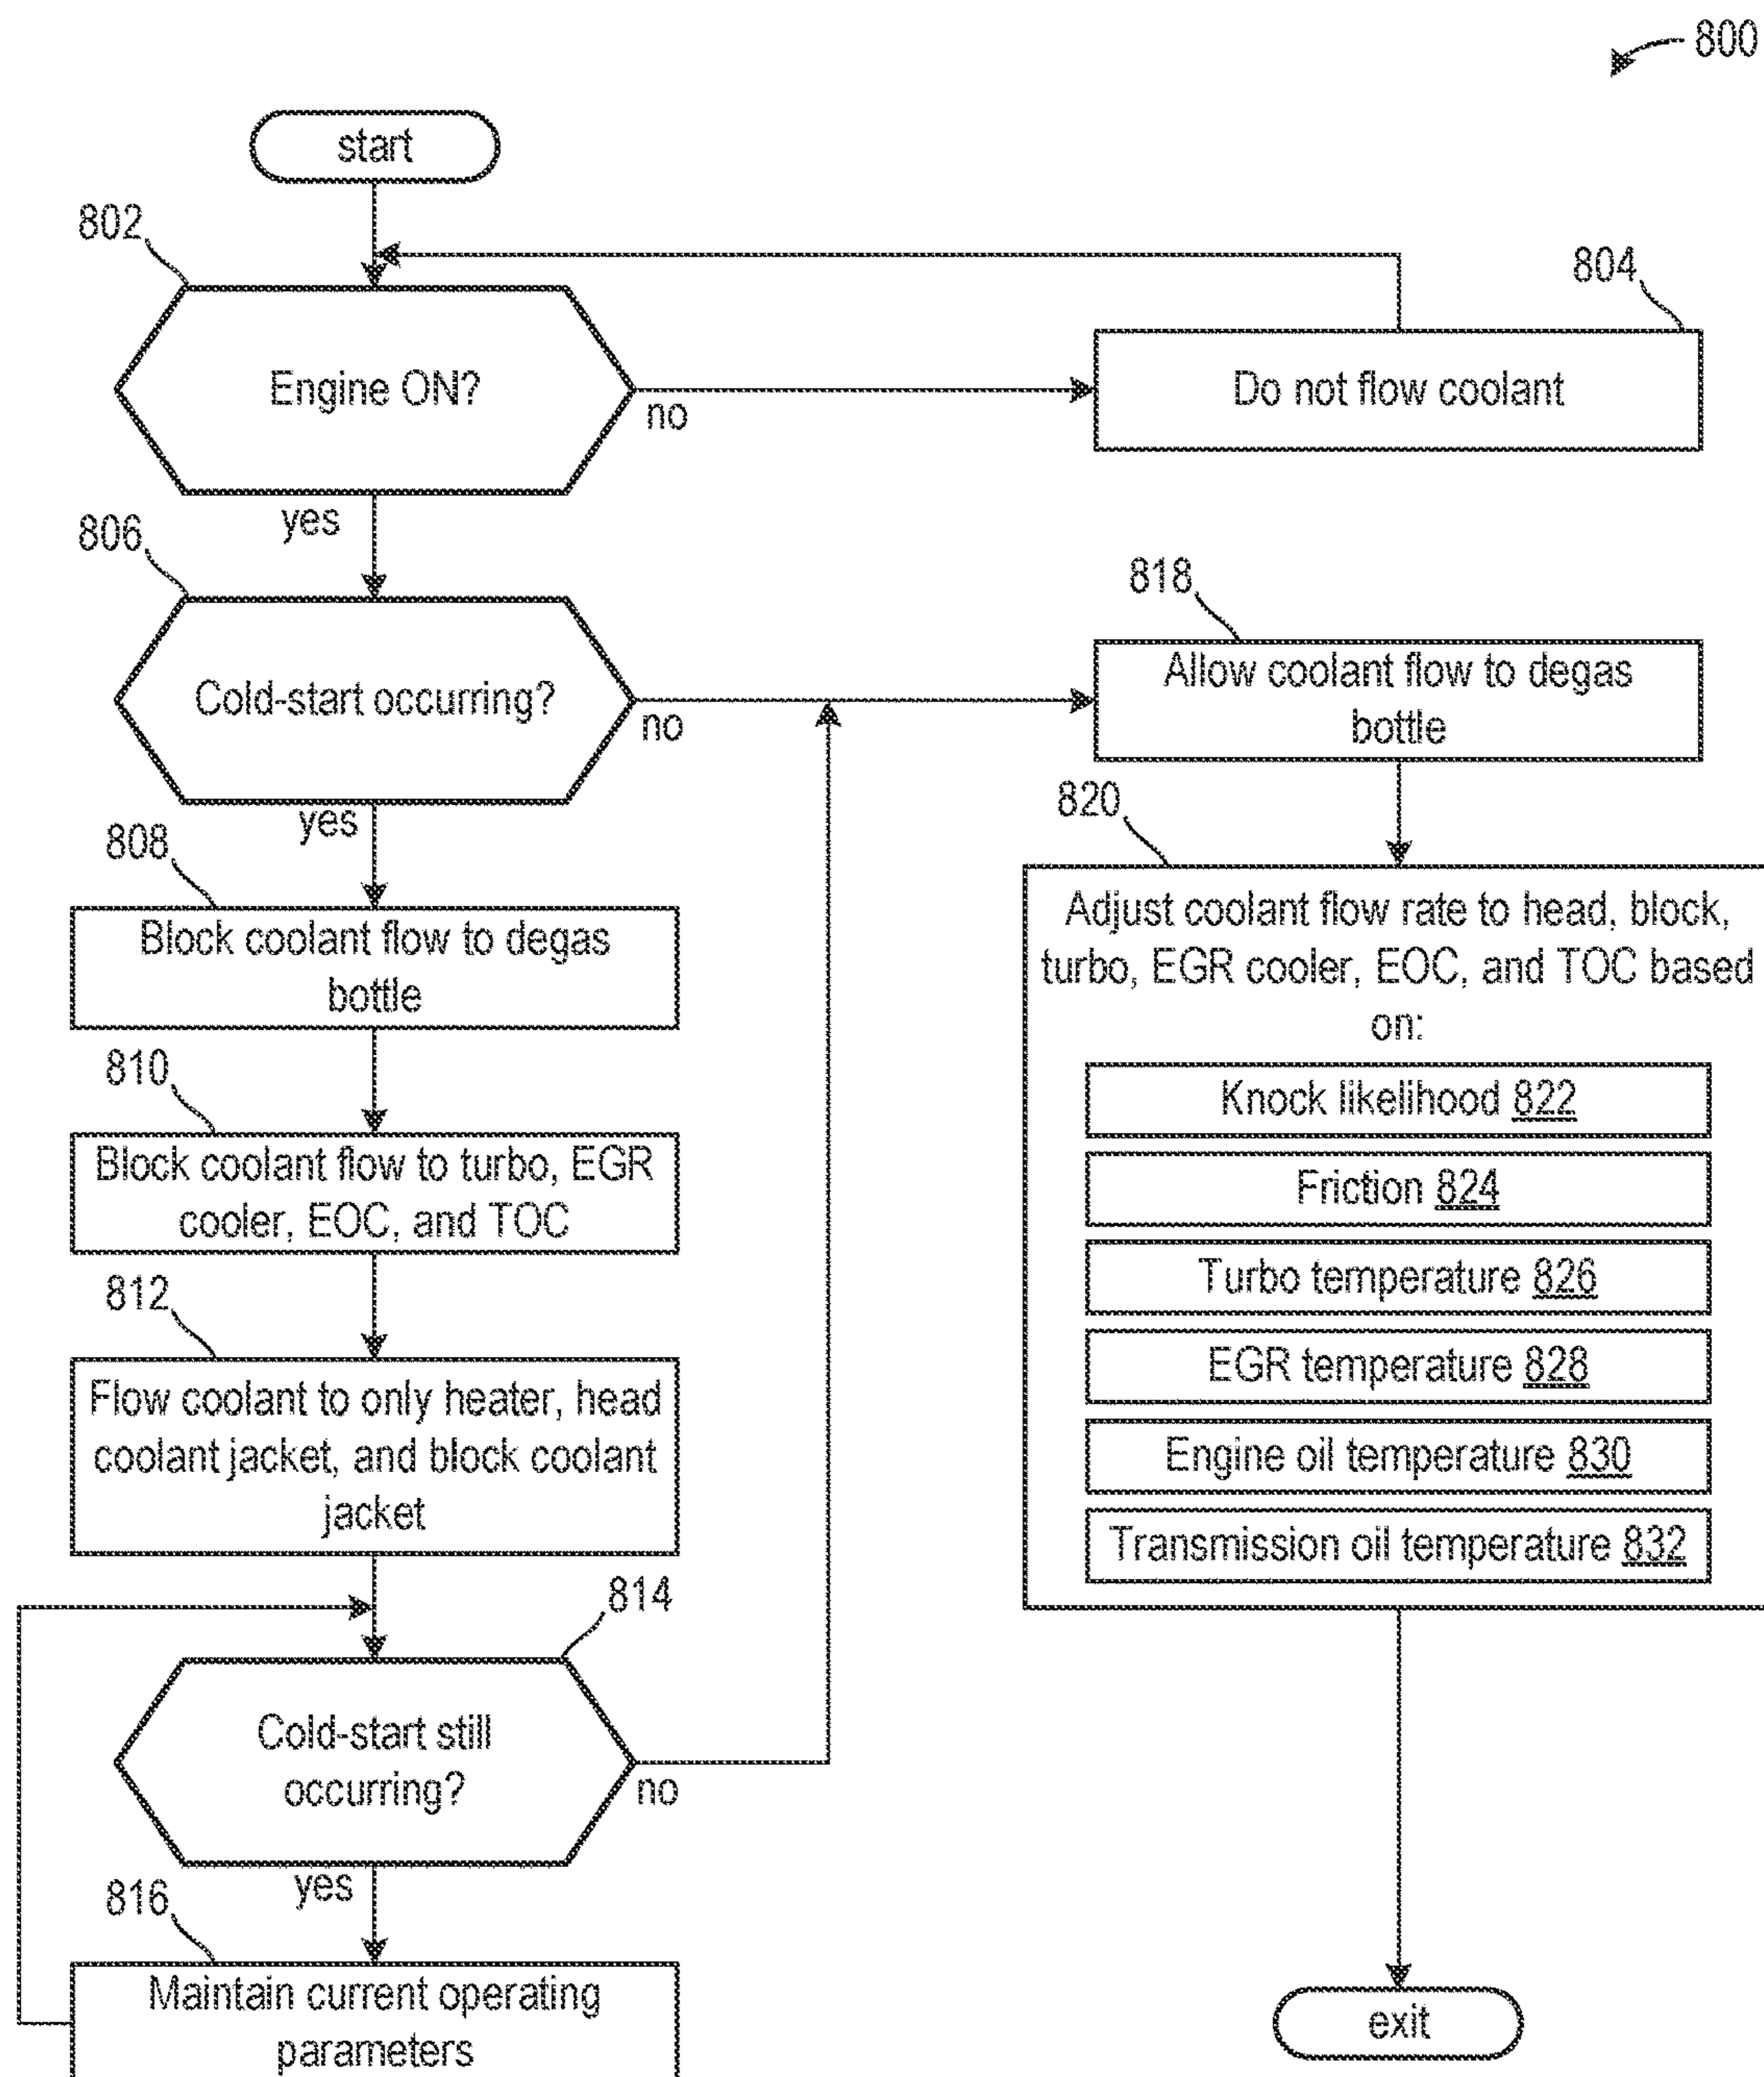 800
start
802
804
Engine ON?
no
Do not flow coolant
yes
806
818
Cold-start occurring?
no
Allow coolant flow to degas
bottle
yes
808
820
Block coolant flow to degas
bottle
810
Block coolant flow to turbo, EGR
cooler, EOC, and TOC
812
Flow coolant to only heater, head
coolant jacket, and block coolant
jacket
Adjust coolant flow rate to head, block,
turbo, EGR cooler, EOC, and TOC based
on:
Knock likelihood 822
Friction 824
Turbo temperature 826
EGR temperature 828
Engine oil temperature 830
Transmission oil temperature 832
814
Cold-start still
occurring?
no
yes
816
Maintain current operating
parameters
exit